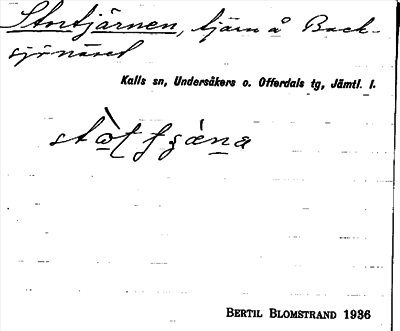 Stortjärnen, tjärn å Back-
sjönäset
Kalls sn, Undersåkers o. Offerdals tg, Jämtl. l.
BERTIL BLOMSTRAND 1936